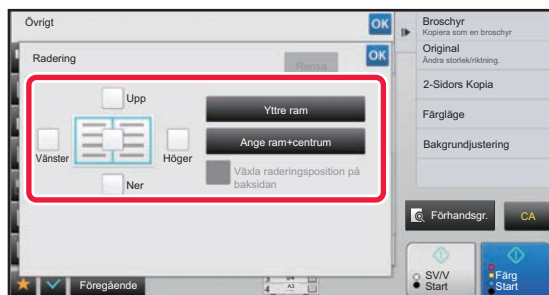 Övrigt
OK
Radering
Rensa
OK
Upp
Vänster
Höger
Ner
Yttre ram
Ange ram+centrum
Växla raderingsposition på
baksidan
Föregående
Broschyr
Kopiera som en broschyr
Original
Ändra storlek/riktning.
2-Sidors Kopia
Färgläge
Bakgrundjustering
Förhandsgr.
CA
SV/V
Start
Färg
Start